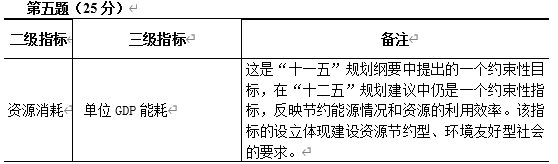 第五题（25 分）
二级指标 三级指标 备注
这是“十一五”规划纲要中提出的一个约束性目
标，在“十二五”规划建议中仍是一个约束性指
资源消耗 单位 GDP 能耗 标，反映节约能源情况和资源的利用效率。该指
标的设立体现建设资源节约型、环境友好型社会
的要求。